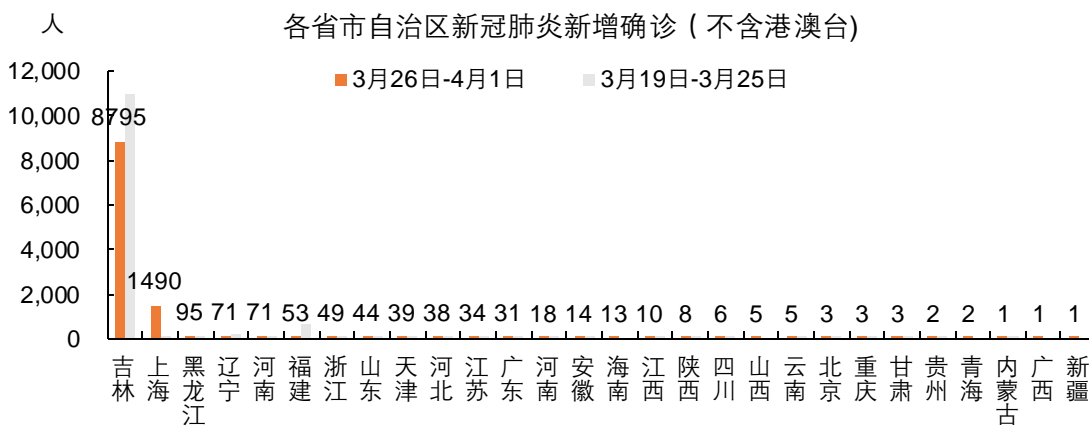 人
各省市自治区新冠肺炎新增确诊（不含港澳台)
3月26日-4月1日
3月19日-3月25日
12,000
10,000
8,000
6,000
4,000
2,000
0
8795
1490
95
71
71
53
49
44
39
38
34
31
18
14
13
10
8
6
5
5
3
3
3
2
2
1
1
1
吉林
上海
黑龙江
辽宁
河南
福建
浙江
山东
天津
河北
江苏
广东
河南
安徽
海南
江西
陕西
四川
山西
云南
北京
重庆
甘肃
贵州
青海
内蒙古
广西
新疆